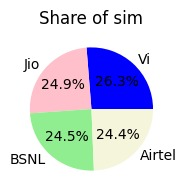 Share of sim
Vi
26.3%
Jio
24.9%
BSNL
24.5%
Airtel
24.4%